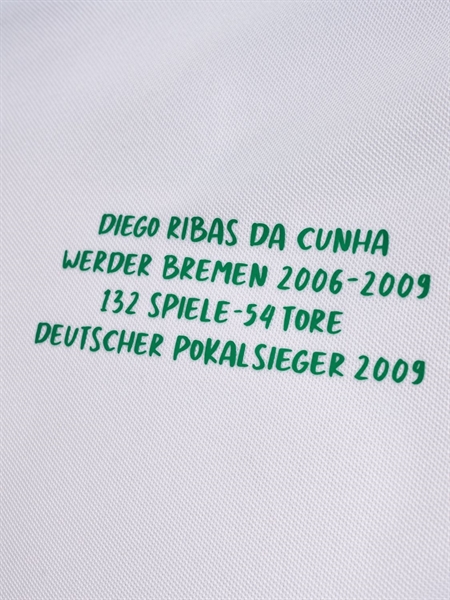 DIEGO RIBAS DA CUNHA
WERDER BREMEN 2006-2009
132 SPIELE-54 TORE
DEUTSCHER POKALSIEGER 2009